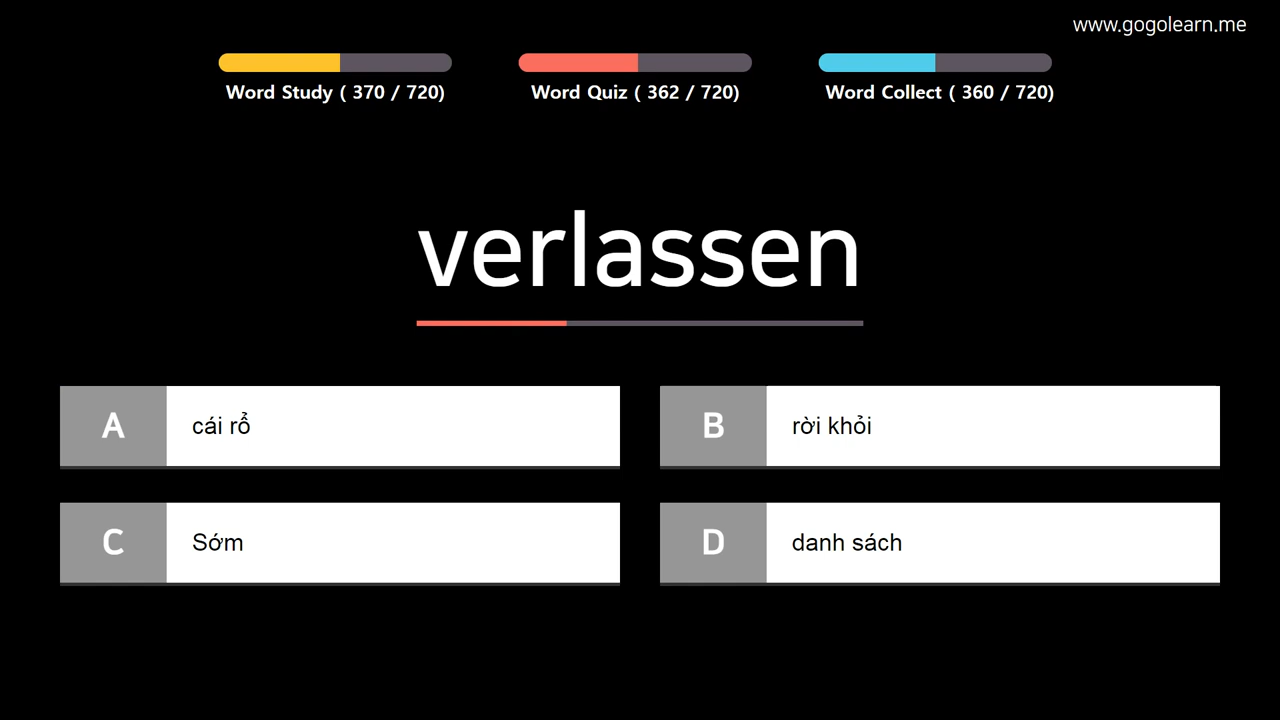 www.gogolearn.me
Word Study ( 370 / 720)
Word Quiz ( 362 / 720)
Word Collect ( 360 / 720)
verlassen
A cái rổ
B rời khỏi
C Sớm
D danh sách